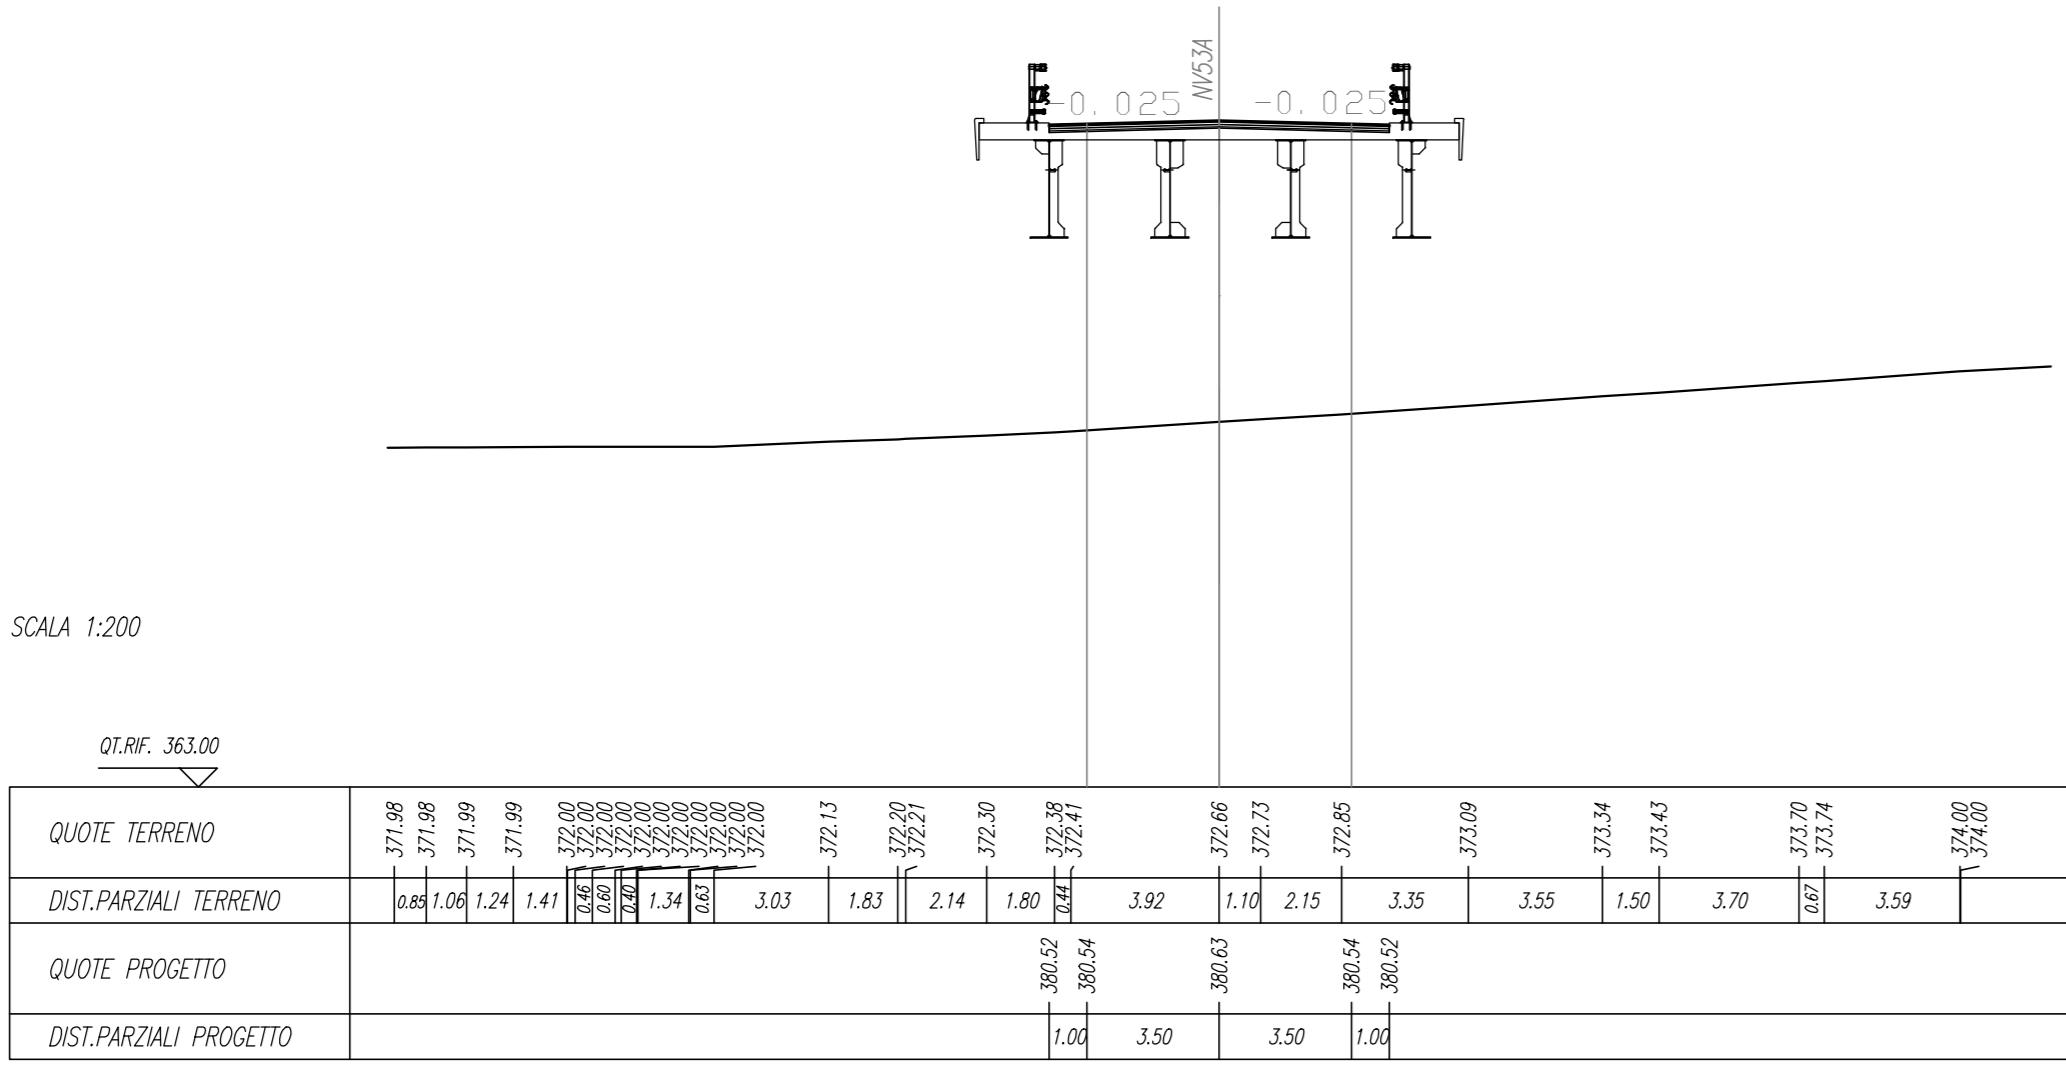 NV53A
-0.025 -0.025
SCALA 1:200
QT.RIF. 363.00
QUOTE TERRENO 371.98 371.98 371.99 371.99 372.00 372.00 372.00 372.00 372.00 372.00 372.00 372.00 372.00 372.00 372.00 372.13 372.20 372.21 372.30 372.38 372.41 372.66 372.73 372.85 373.09 373.34 373.43 373.70 373.74 374.00 374.00
DIST.PARZIALI TERRENO 0.85 1.06 1.24 1.41 0.46 0.60 0.40 1.34 0.63 3.03 1.83 2.14 1.80 0.44 3.92 1.10 2.15 3.35 3.55 1.50 3.70 0.67 3.59
QUOTE PROGETTO 380.52 380.54 380.63 380.54 380.52
DIST.PARZIALI PROGETTO 1.00 3.50 3.50 1.00